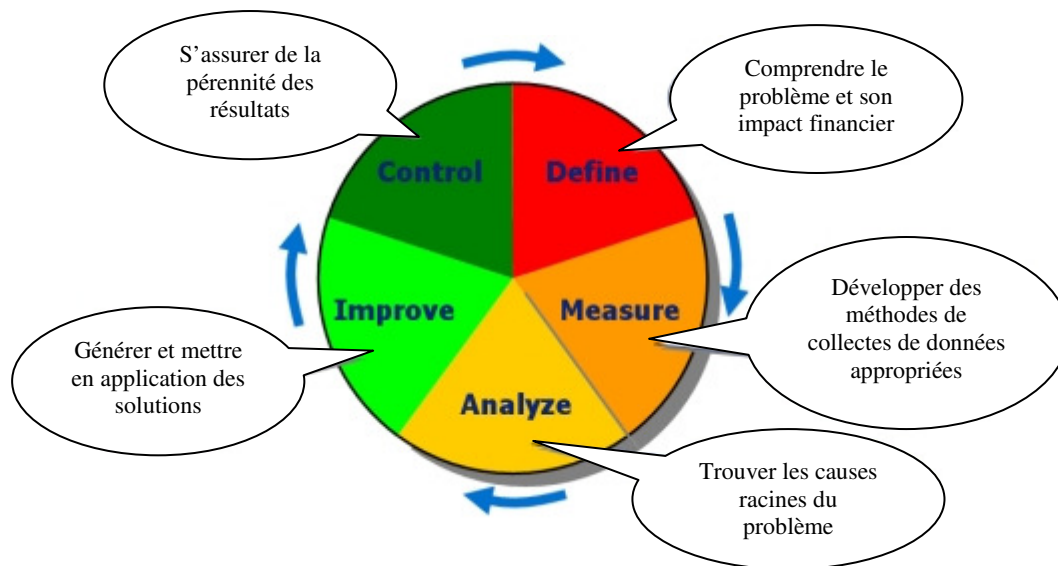 S’assurer de la
pérennité des
résultats
Comprendre le
problème et son
impact financier
Control
Define
Développer des
méthodes de
collectes de données
appropriées
Improve
Measure
Générer et mettre
en application des
solutions
Analyze
Trouver les causes
racines du
problème